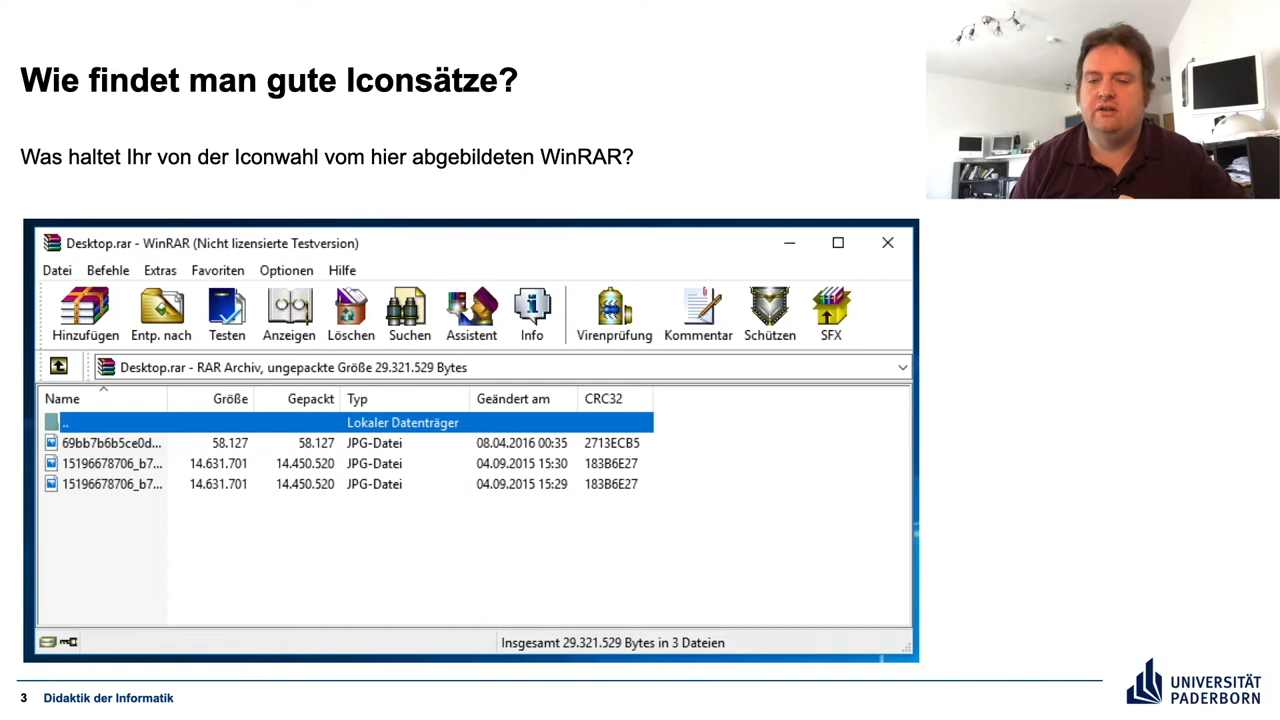 Wie findet man gute Iconsätze?
Was haltet Ihr von der Iconwahl vom hier abgebildeten WinRAR?
Desktop.rar - WinRAR (Nicht lizensierte Testversion)
Datei Befehle Extras Favoriten Optionen Hilfe
Hinzufügen Entp. nach Testen Anzeigen Löschen Suchen Assistent Info Virenprüfung Kommentar Schützen SFX
Desktop.rar - RAR Archiv, ungepackte Größe 29.321.529 Bytes
Name Größe Gepackt Typ Geändert am CRC32
.. Lokaler Datenträger
69bb7b6b5ce0d... 58.127 58.127 JPG-Datei 08.04.2016 00:35 2713ECB5
15196678706_b7... 14.631.701 14.450.520 JPG-Datei 04.09.2015 15:30 183B6E27
15196678706_b7... 14.631.701 14.450.520 JPG-Datei 04.09.2015 15:29 183B6E27
Insgesamt 29.321.529 Bytes in 3 Dateien
3 Didaktik der Informatik
UNIVERSITÄT
PADERBORN